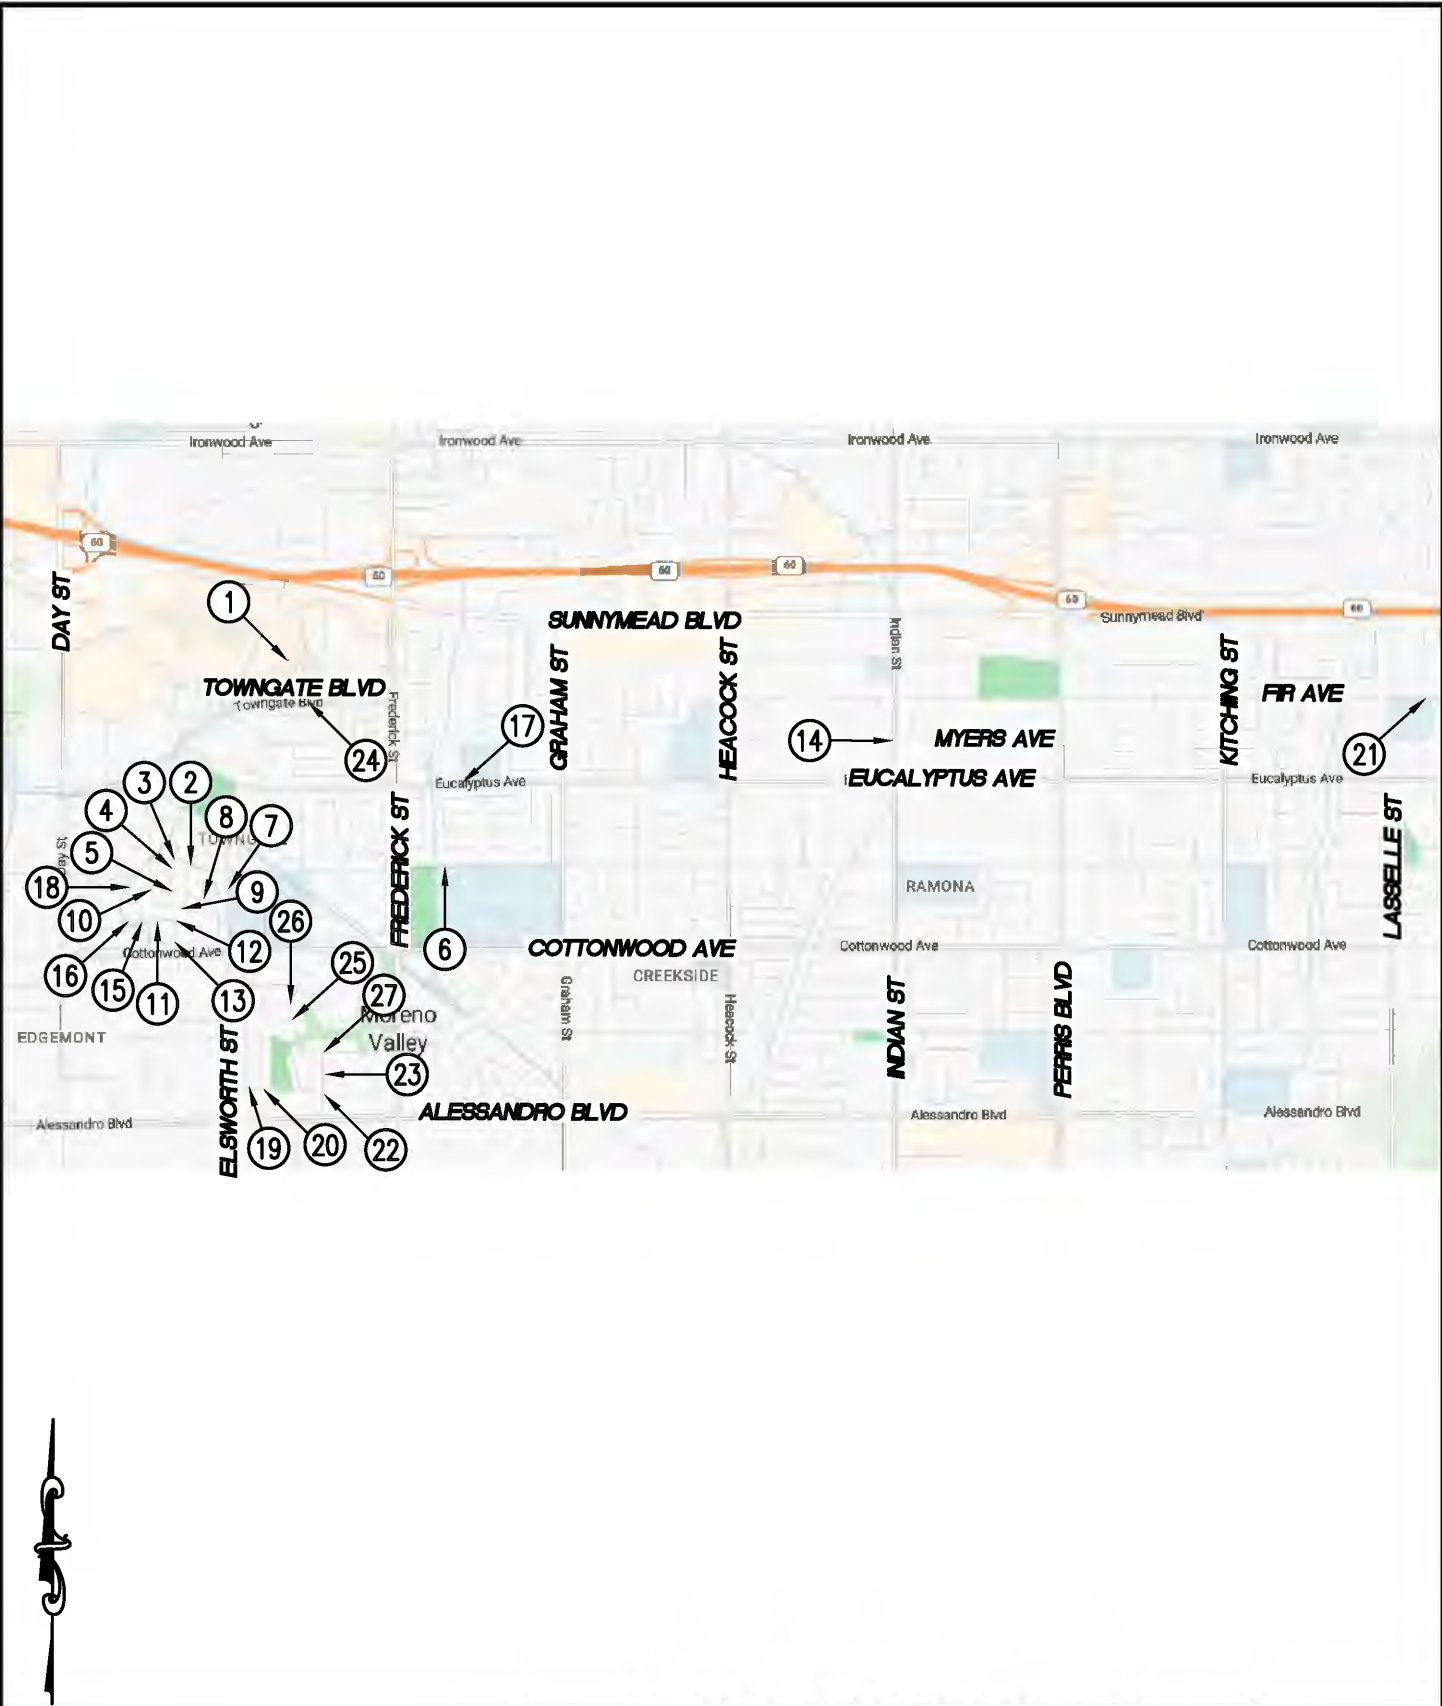 Ironwood Ave
Ironwood Ave
Ironwood Ave
Ironwood Ave
60
60
60
60
60
60
DAY ST
1
SUNNYMEAD BLVD
Sunnymead Blvd
Indian St
TOWNGATE BLVD
Towngate Blvd
Frederick St
24
17
GRAHAM ST
HEACOCK ST
14
MYERS AVE
KITCHING ST
FIR AVE
21
Eucalyptus Ave
EUCALYPTUS AVE
Eucalyptus Ave
3
2
4
8
7
5
Day St
18
9
10
26
FREDERICK ST
6
RAMONA
LASSELLE ST
Cottonwood Ave
12
COTTONWOOD AVE
Cottonwood Ave
Cottonwood Ave
16
15
11
13
25
27
CREEKSIDE
Graham St
Heacock St
INDIAN ST
PERRIS BLVD
EDGEMONT
ELSWORTH ST
Moreno
Valley
23
ALESSANDRO BLVD
Alessandro Blvd
Alessandro Blvd
Alessandro Blvd
19
20
22